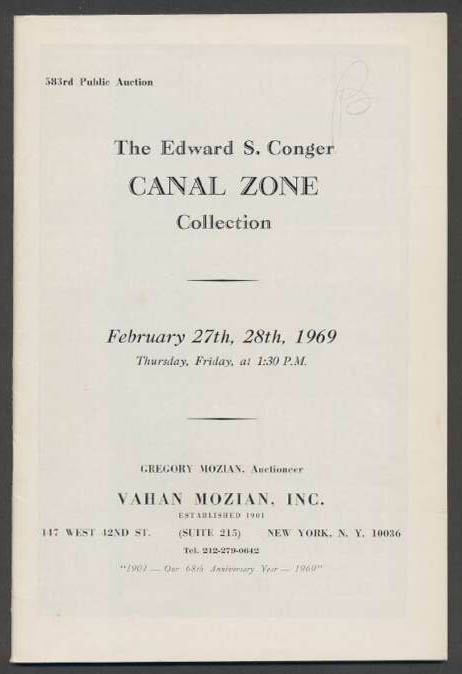 583rd Public Auction
The Edward S. Conger
CANAL ZONE
Collection
February 27th, 28th, 1969
Thursday, Friday, at 1:30 P.M.
GREGORY MOZIAN, Auctioneer
VAHAN MOZIAN, INC.
ESTABLISHED 1901
147 WEST 42ND ST. (SUITE 215) NEW YORK, N. Y. 10036
Tel. 212-279-0642
"1901 — Our 68th Anniversary Year — 1969"